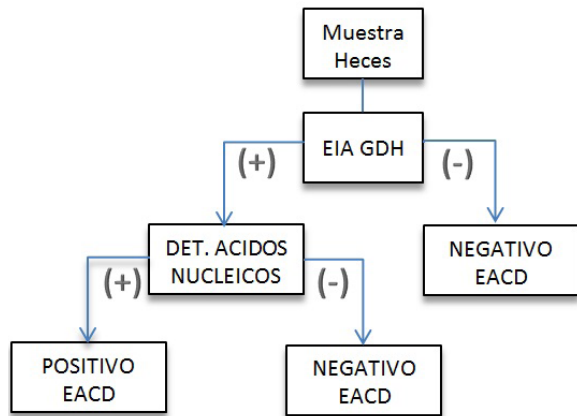 Muestra
Heces
EIA GDH
(+)
(-)
DET. ACIDOS
NUCLEICOS
NEGATIVO
EACD
(+)
(-)
POSITIVO
EACD
NEGATIVO
EACD